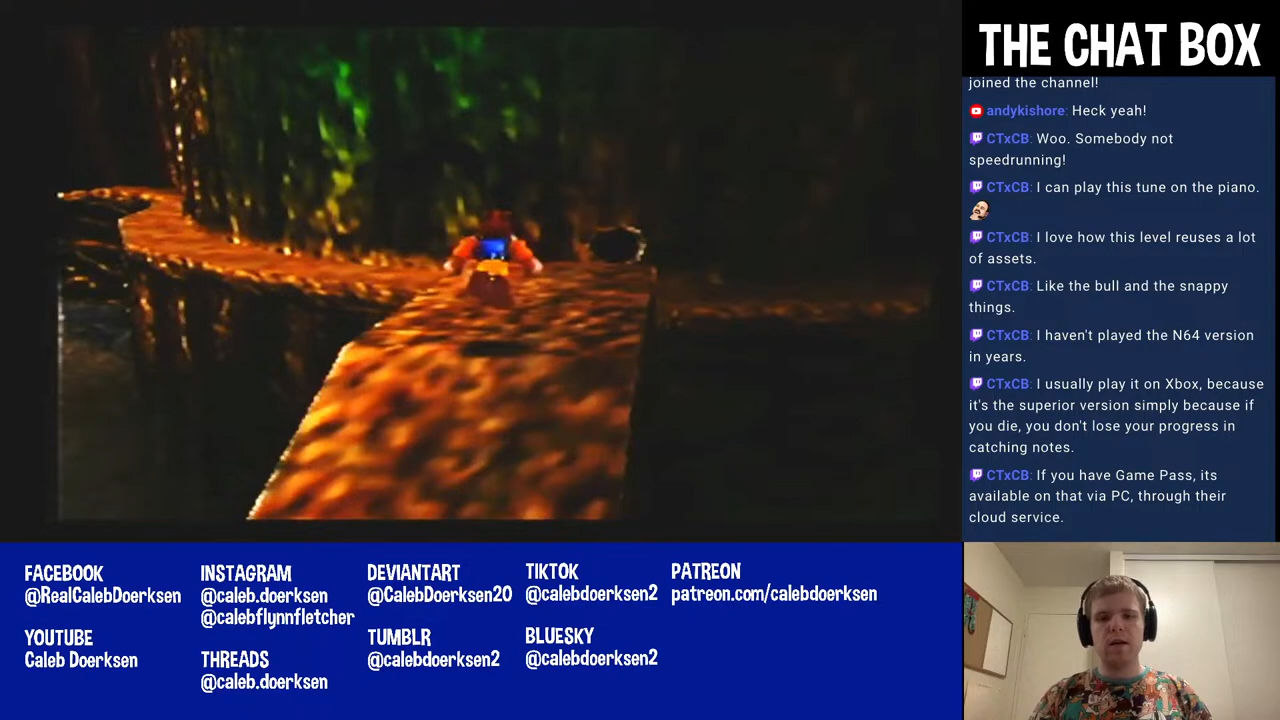 THE CHAT BOX
joined the channel!
andykishore: Heck yeah!
CTxCB: Woo. Somebody not
speedrunning!
CTxCB: I can play this tune on the piano.
CTxCB: I love how this level reuses a lot
of assets.
CTxCB: Like the bull and the snappy
things.
CTxCB: I haven't played the N64 version
in years.
CTxCB: I usually play it on Xbox, because
it's the superior version simply because if
you die, you don't lose your progress in
catching notes.
CTxCB: If you have Game Pass, its
available on that via PC, through their
cloud service.
FACEBOOK
@RealCalebDoerksen
YOUTUBE
Caleb Doerksen
INSTAGRAM
@caleb.doerksen
@calebflynnfletcher
THREADS
@caleb.doerksen
DEVIANTART
@CalebDoerksen20
TUMBLR
@calebdoerksen2
TIKTOK
@calebdoerksen2
BLUESKY
@calebdoerksen2
PATREON
patreon.com/calebdoerksen